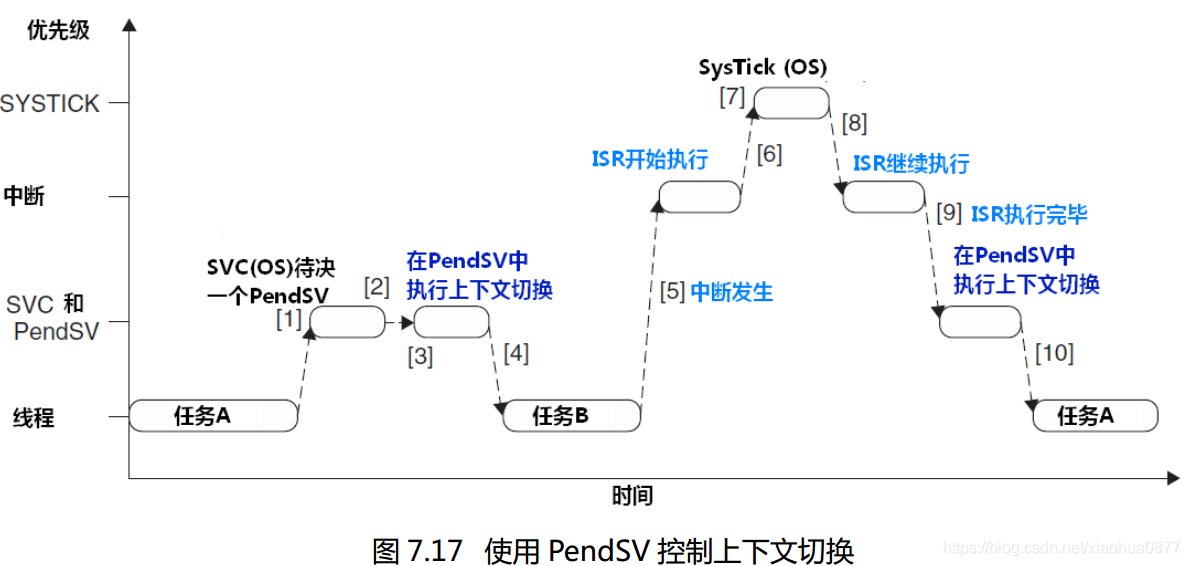 优先级
SysTick (OS)
SYSTICK
[7]
[8]
ISR开始执行
[6]
ISR继续执行
中断
[9] ISR执行完毕
SVC(OS)待决
一个PendSV
[2]
在PendSV中
执行上下文切换
在PendSV中
执行上下文切换
[5] 中断发生
SVC 和
PendSV
[1]
[3]
[4]
[10]
线程
任务A
任务B
任务A
时间
图 7.17 使用 PendSV 控制上下文切换
https://blog.csdn.net/xiaohua0877